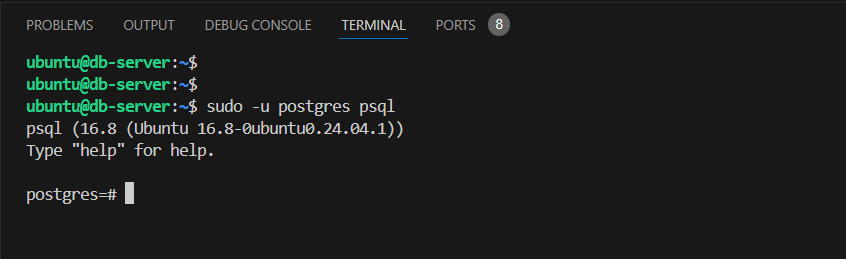 PROBLEMS OUTPUT DEBUG CONSOLE TERMINAL PORTS 8
ubuntu@db-server:~$
ubuntu@db-server:~$
ubuntu@db-server:~$ sudo -u postgres psql
psql (16.8 (Ubuntu 16.8-0ubuntu0.24.04.1))
Type "help" for help.
postgres=#